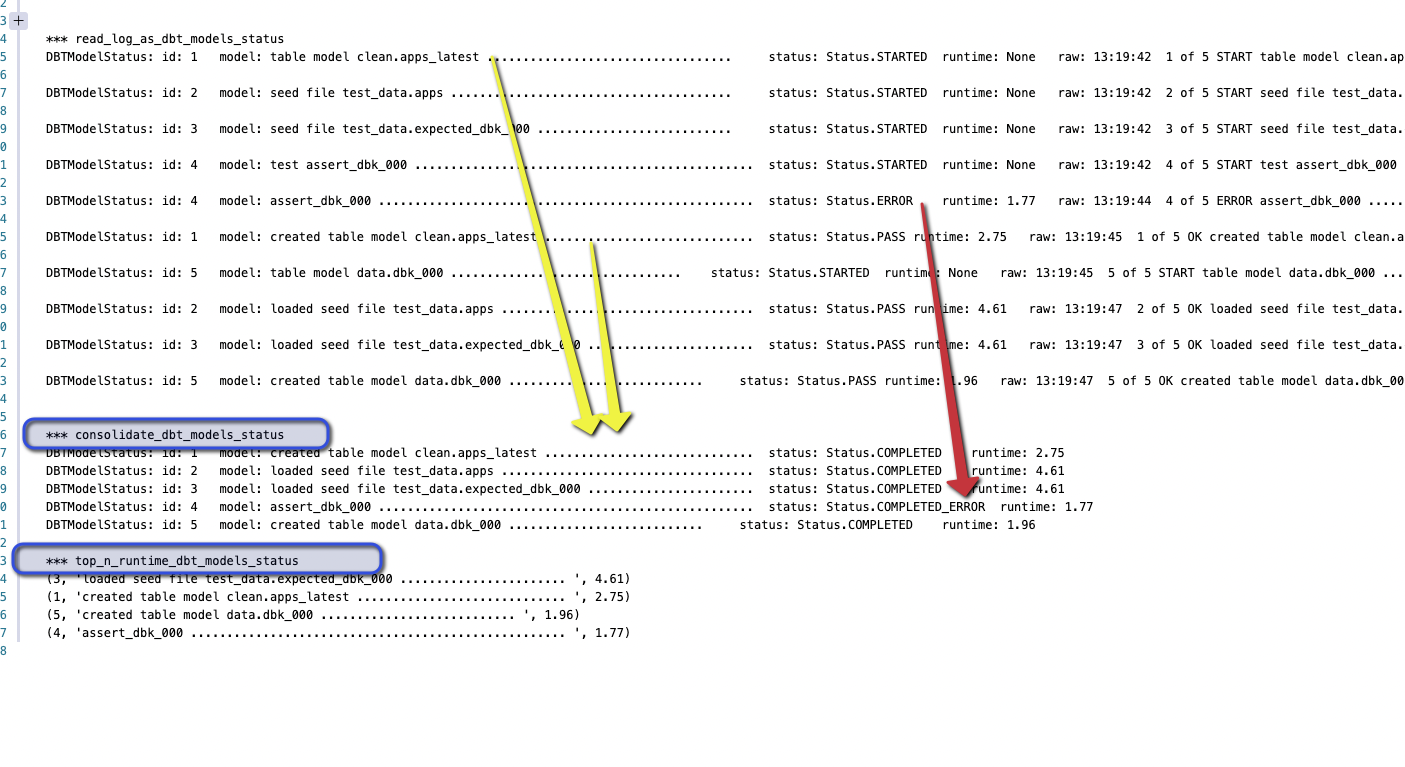 2
3 +
4 *** read_log_as_dbt_models_status
5 DBTModelStatus: id: 1 model: table model clean.apps_latest .................................. status: Status.STARTED runtime: None raw: 13:19:42 1 of 5 START table model clean.ap
6
7 DBTModelStatus: id: 2 model: seed file test_data.apps ....................................... status: Status.STARTED runtime: None raw: 13:19:42 2 of 5 START seed file test_data.
8
9 DBTModelStatus: id: 3 model: seed file test_data.expected_dbk_000 ........................... status: Status.STARTED runtime: None raw: 13:19:42 3 of 5 START seed file test_data.
0
1 DBTModelStatus: id: 4 model: test assert_dbk_000 ............................................... status: Status.STARTED runtime: None raw: 13:19:42 4 of 5 START test assert_dbk_000
2
3 DBTModelStatus: id: 4 model: assert_dbk_000 .................................................... status: Status.ERROR runtime: 1.77 raw: 13:19:44 4 of 5 ERROR assert_dbk_000 .....
4
5 DBTModelStatus: id: 1 model: created table model clean.apps_latest ............................. status: Status.PASS runtime: 2.75 raw: 13:19:45 1 of 5 OK created table model clean.a
6
7 DBTModelStatus: id: 5 model: table model data.dbk_000 ................................ status: Status.STARTED runtime: None raw: 13:19:45 5 of 5 START table model data.dbk_000 ...
8
9 DBTModelStatus: id: 2 model: loaded seed file test_data.apps ................................... status: Status.PASS runtime: 4.61 raw: 13:19:47 2 of 5 OK loaded seed file test_data.
0
1 DBTModelStatus: id: 3 model: loaded seed file test_data.expected_dbk_000 ....................... status: Status.PASS runtime: 4.61 raw: 13:19:47 3 of 5 OK loaded seed file test_data.
2
3 DBTModelStatus: id: 5 model: created table model data.dbk_000 ........................... status: Status.PASS runtime: 1.96 raw: 13:19:47 5 of 5 OK created table model data.dbk_00
4
5
6 *** consolidate_dbt_models_status
7 DBTModelStatus: id: 1 model: created table model clean.apps_latest ............................. status: Status.COMPLETED runtime: 2.75
8 DBTModelStatus: id: 2 model: loaded seed file test_data.apps ................................... status: Status.COMPLETED runtime: 4.61
9 DBTModelStatus: id: 3 model: loaded seed file test_data.expected_dbk_000 ....................... status: Status.COMPLETED runtime: 4.61
0 DBTModelStatus: id: 4 model: assert_dbk_000 .................................................... status: Status.COMPLETED_ERROR runtime: 1.77
1 DBTModelStatus: id: 5 model: created table model data.dbk_000 ........................... status: Status.COMPLETED runtime: 1.96
2
3 *** top_n_runtime_dbt_models_status
4 (3, 'loaded seed file test_data.expected_dbk_000 ....................... ', 4.61)
5 (1, 'created table model clean.apps_latest ............................. ', 2.75)
6 (5, 'created table model data.dbk_000 ........................... ', 1.96)
7 (4, 'assert_dbk_000 .................................................... ', 1.77)
8